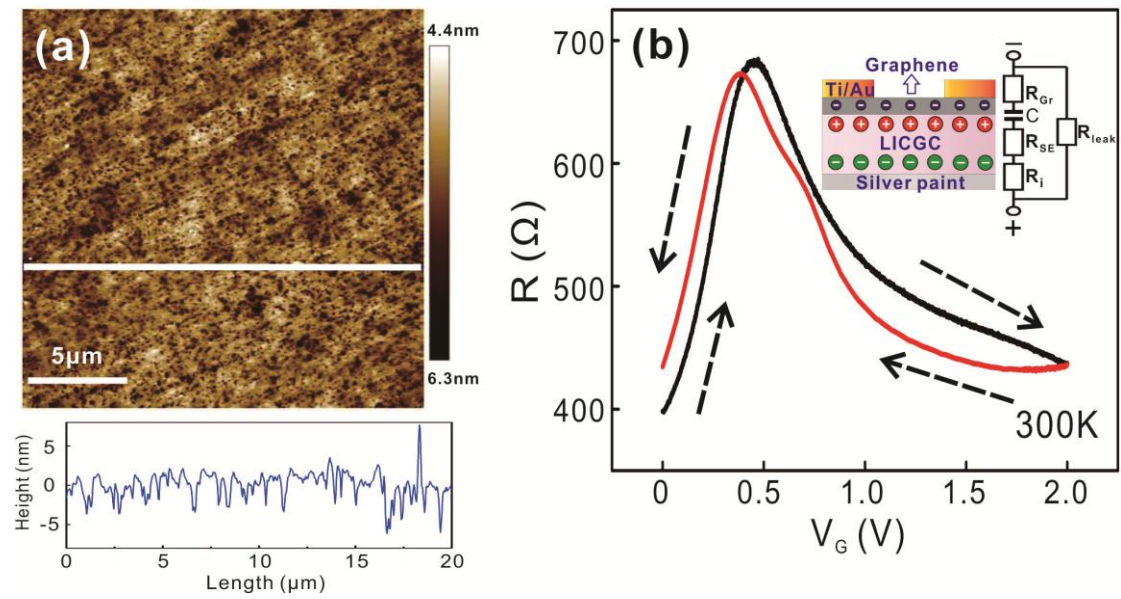 (a)
4.4nm
6.3nm
5μm
Height (nm)
5
0
-5
0 5 10 15 20
Length (μm)
(b)
R (Ω)
700
600
500
400
0 0.5 1.0 1.5 2.0
V_G (V)
300K
Graphene
Ti/Au
− − − − − − −
+ + + + + + +
LICGC
− − − − − − −
Silver paint
−
R_Gr
C
R_SE
R_i
R_leak
+